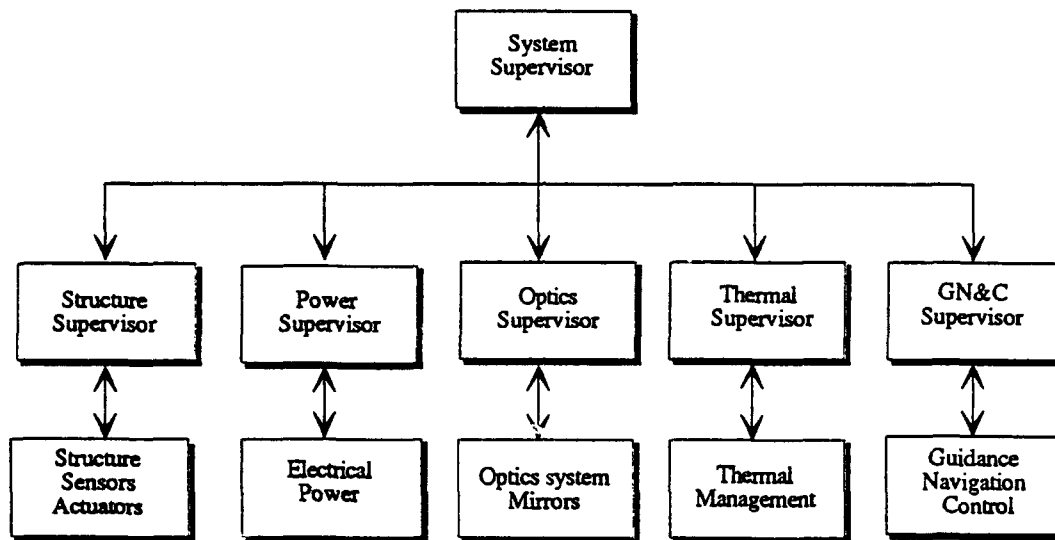 System
Supervisor
Structure
Supervisor
Power
Supervisor
Optics
Supervisor
Thermal
Supervisor
GN&C
Supervisor
Structure
Sensors
Actuators
Electrical
Power
Optics system
Mirrors
Thermal
Management
Guidance
Navigation
Control